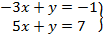 −3x + y = −1
5x + y = 7 }